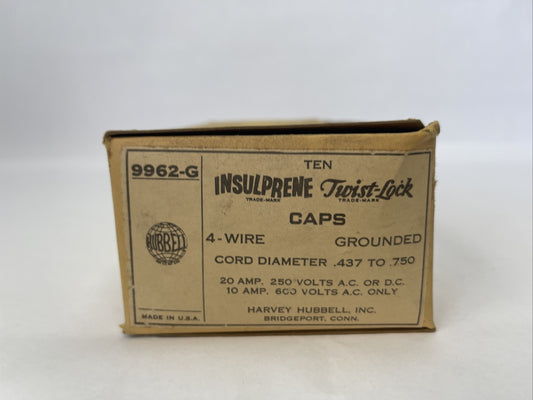 9962-G
HUBBELL
MADE IN U.S.A.
TEN
INSULPRENE Twist-Lock
TRADE-MARK TRADE-MARK
CAPS
4-WIRE GROUNDED
CORD DIAMETER .437 TO .750
20 AMP. 250 VOLTS A.C. OR D.C.
10 AMP. 600 VOLTS A.C. ONLY
HARVEY HUBBELL, INC.
BRIDGEPORT, CONN.